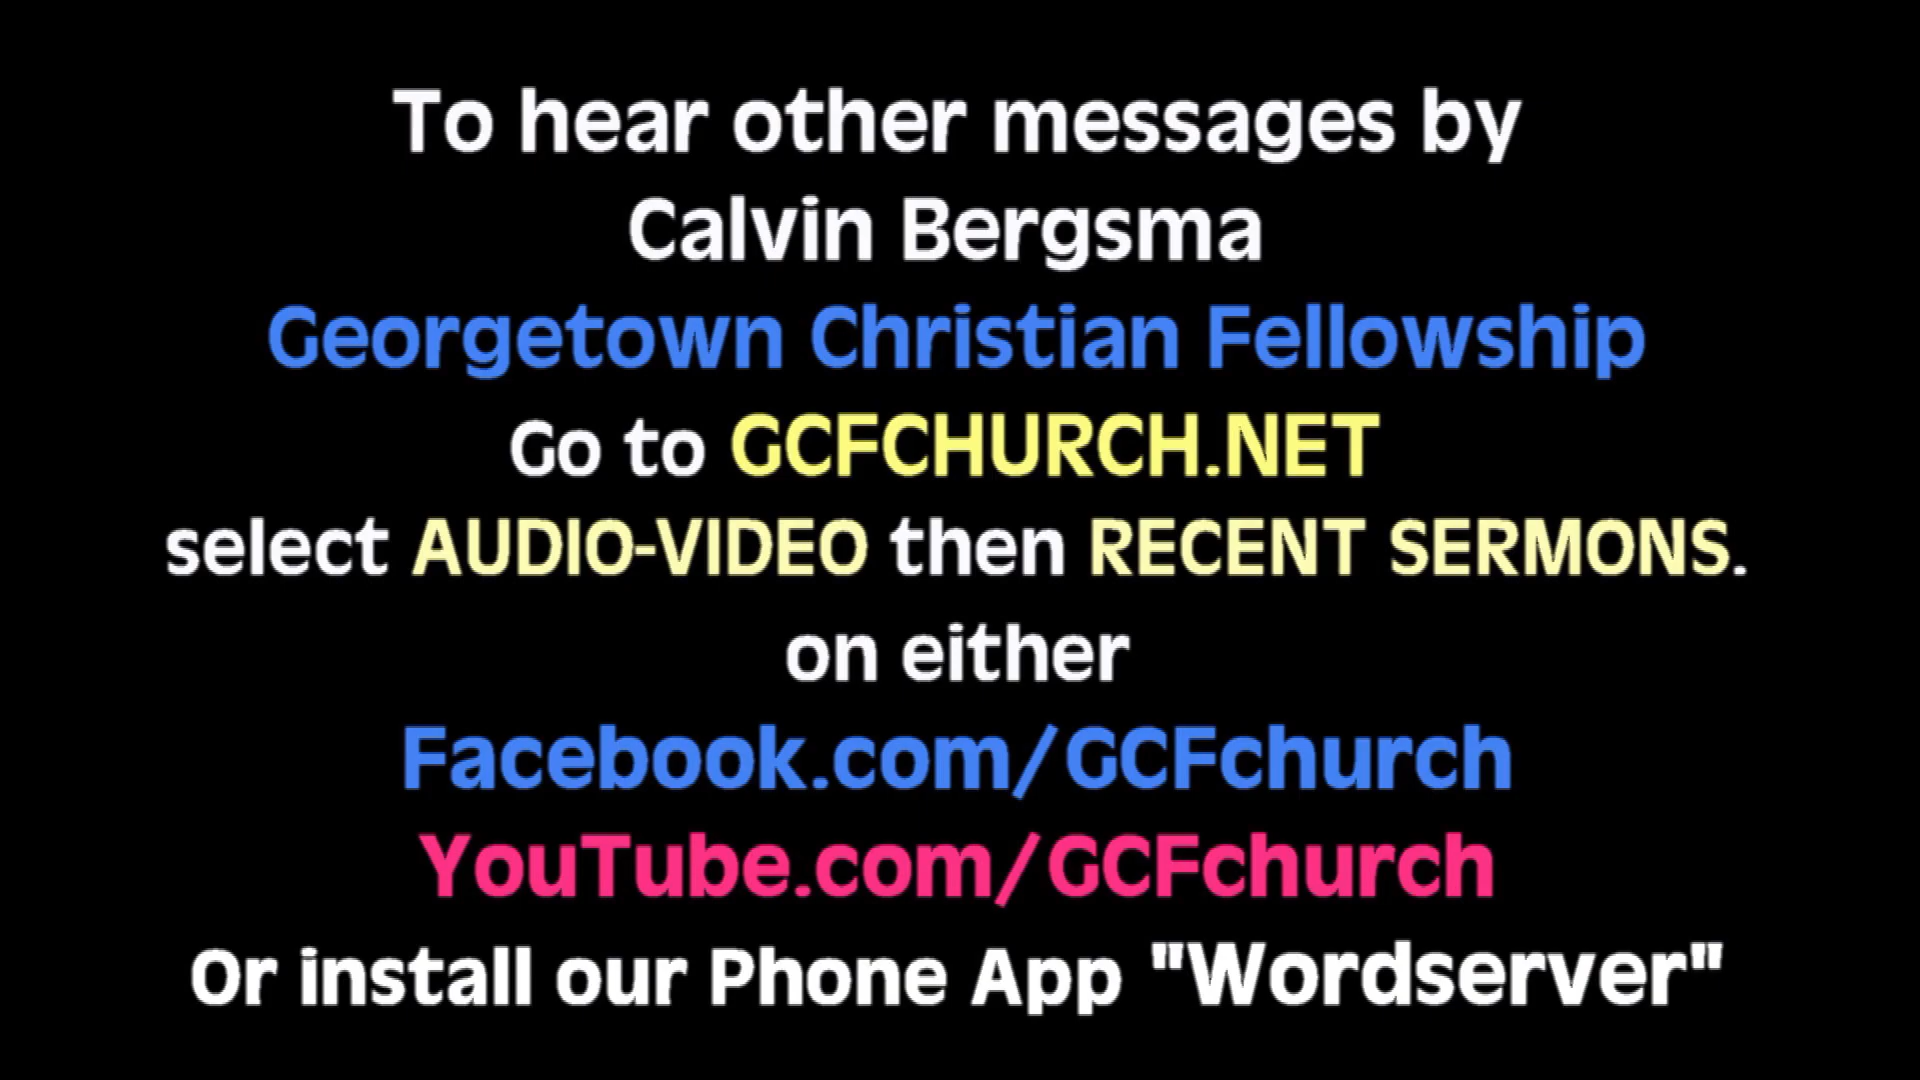 To hear other messages by
Calvin Bergsma
Georgetown Christian Fellowship
Go to GCFCHURCH.NET
select AUDIO-VIDEO then RECENT SERMONS.
on either
Facebook.com/GCFchurch
YouTube.com/GCFchurch
Or install our Phone App "Wordserver"